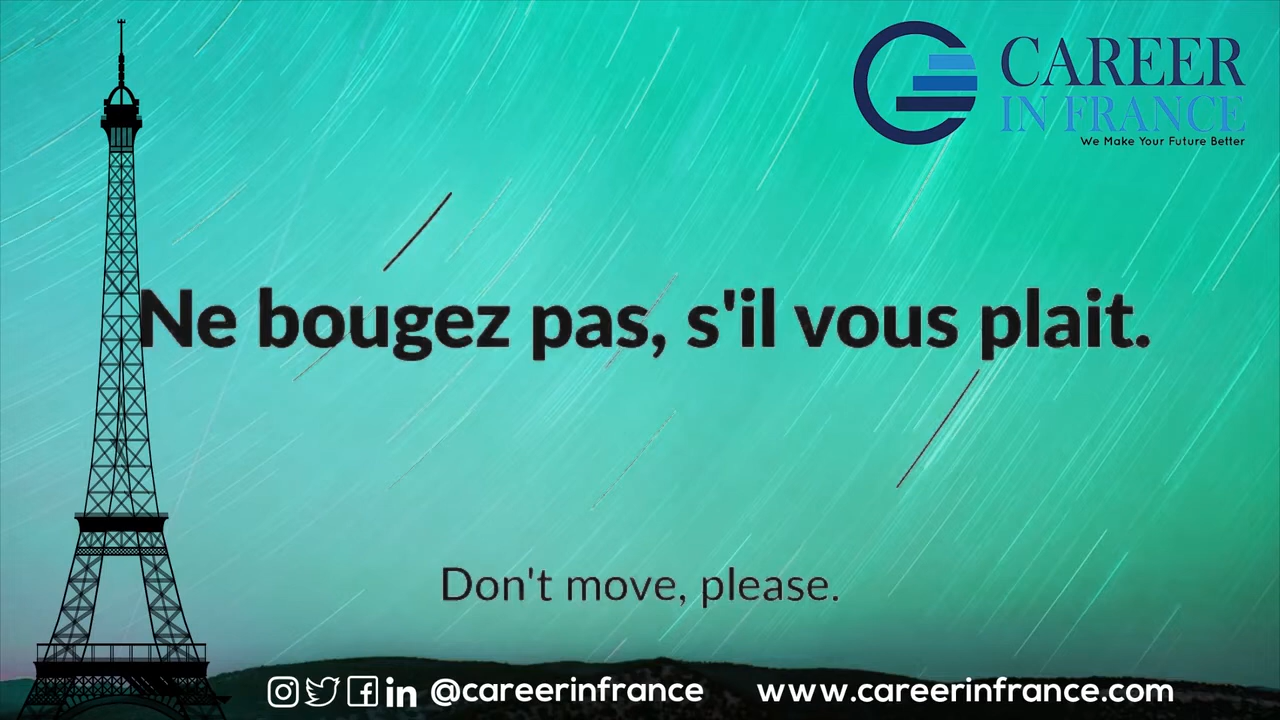 CAREER
IN FRANCE
We Make Your Future Better
Ne bougez pas, s'il vous plait.
Don't move, please.
@careerinfrance www.careerinfrance.com